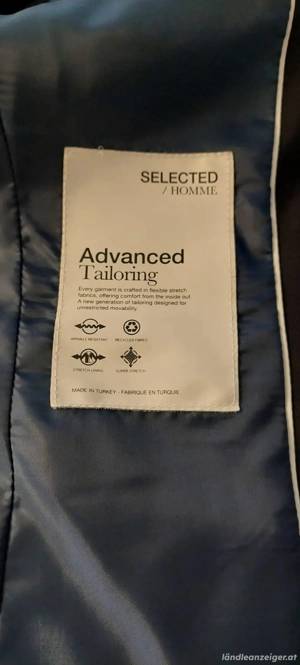 SELECTED
/ HOMME
Advanced
Tailoring
Every garment is crafted in flexible stretch
fabrics, offering comfort from the inside out.
A new generation of tailoring designed for
unrestricted movability.
WRINKLE RESISTANT RECYCLED FABRIC
STRETCH LINING SUPER STRETCH
MADE IN TURKEY - FABRIQUE EN TURQUIE
ländleanzeiger.at